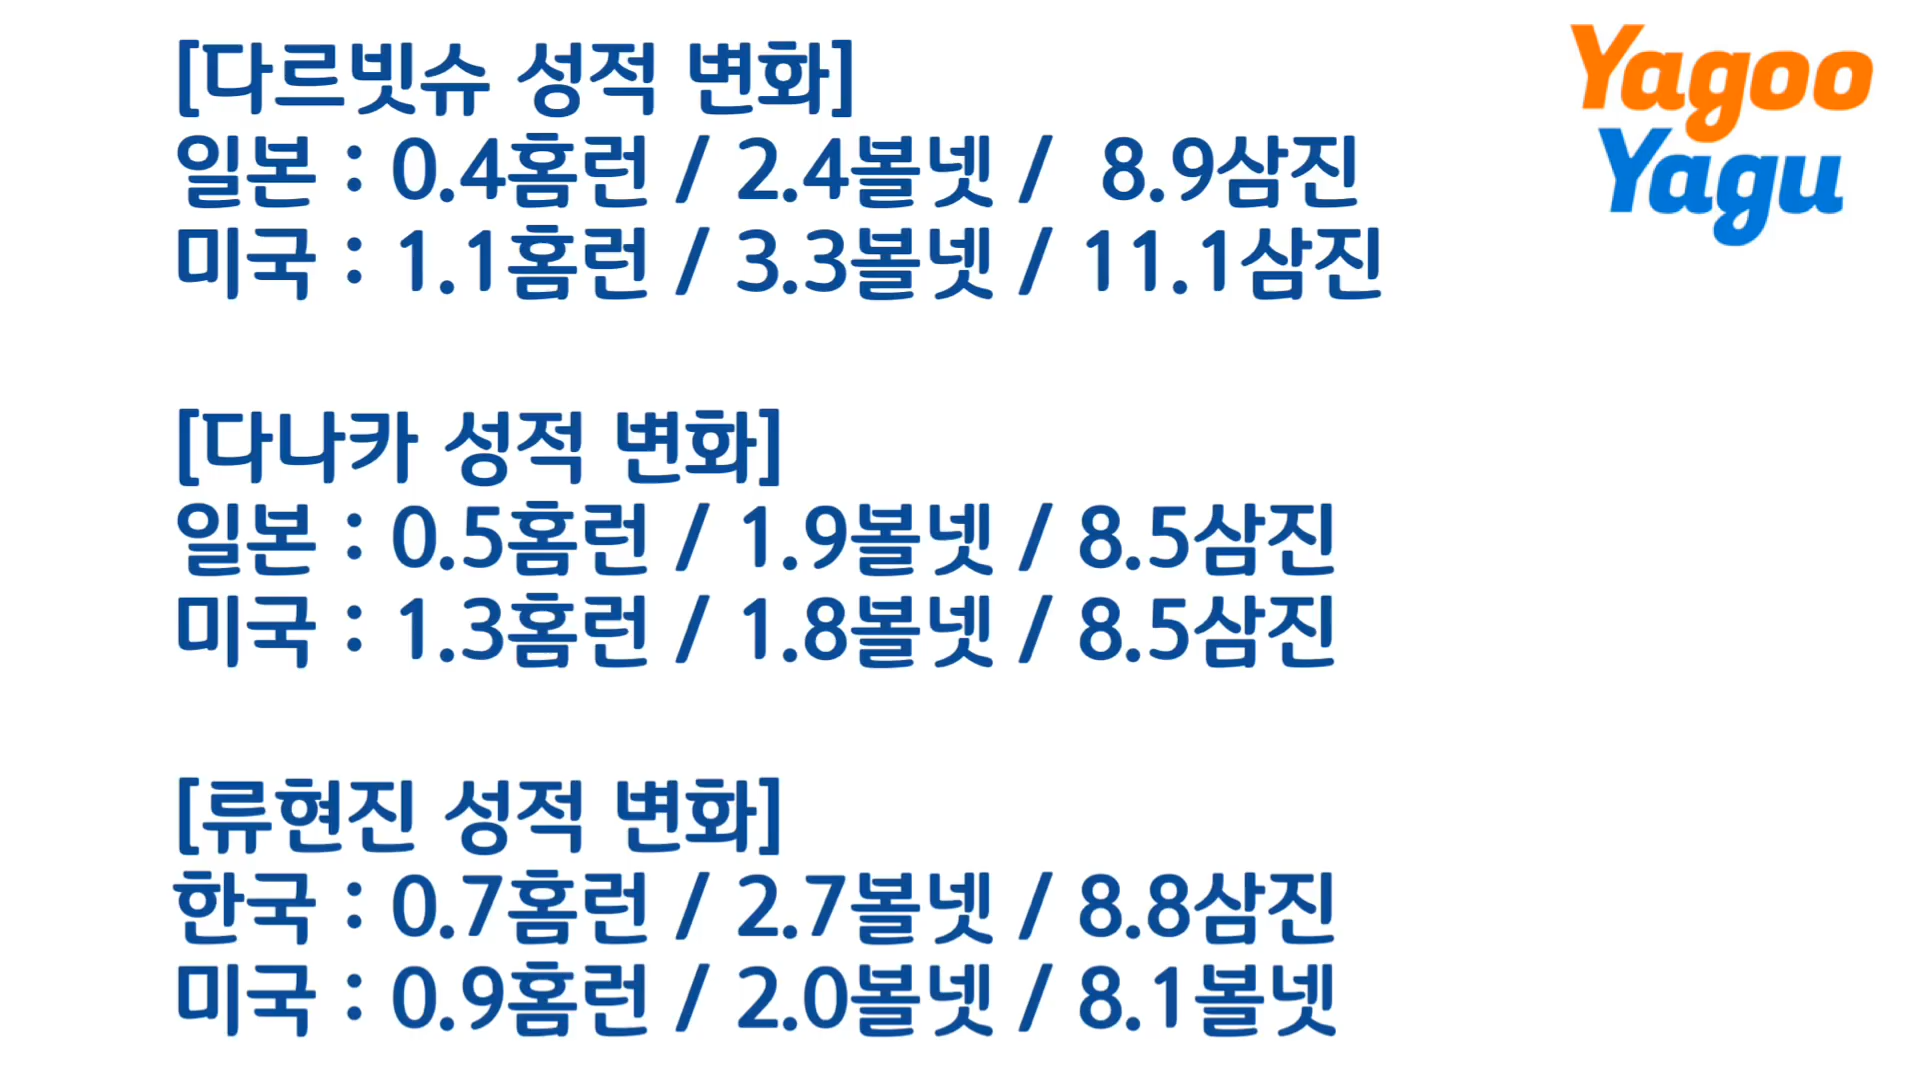 [다르빗슈 성적 변화]
일본 : 0.4홈런 / 2.4볼넷 / 8.9삼진
미국 : 1.1홈런 / 3.3볼넷 / 11.1삼진
[다나카 성적 변화]
일본 : 0.5홈런 / 1.9볼넷 / 8.5삼진
미국 : 1.3홈런 / 1.8볼넷 / 8.5삼진
[류현진 성적 변화]
한국 : 0.7홈런 / 2.7볼넷 / 8.8삼진
미국 : 0.9홈런 / 2.0볼넷 / 8.1볼넷
Yagoo
Yagu